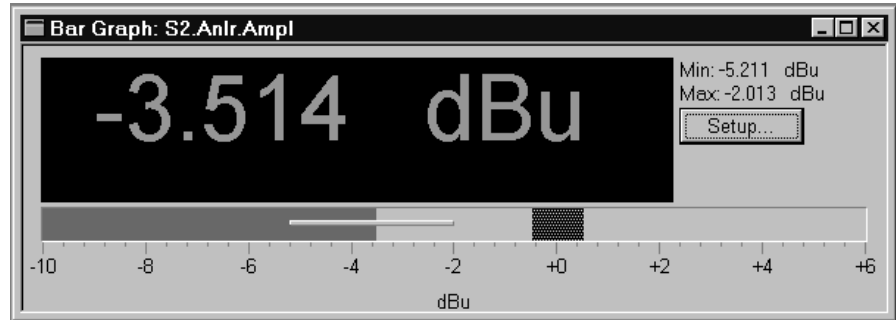 Bar Graph: S2.Anlr.Ampl
-3.514 dBu
Min: -5.211 dBu
Max: -2.013 dBu
Setup...
-10 -8 -6 -4 -2 +0 +2 +4 +6
dBu